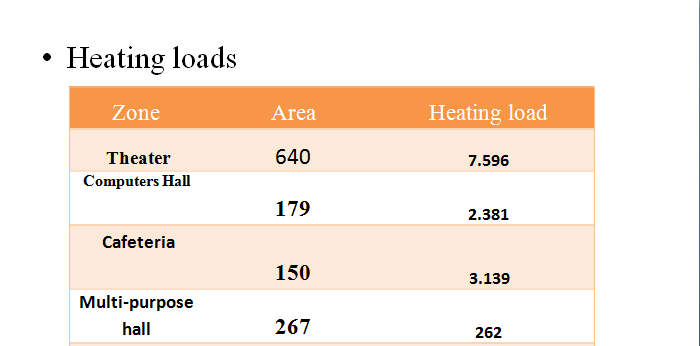 • Heating loads
Zone Area Heating load
Theater 640 7.596
Computers Hall
179 2.381
Cafeteria
150 3.139
Multi-purpose
hall 267 262